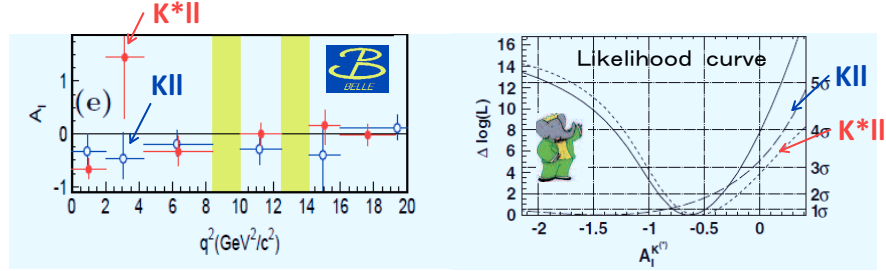 K*ll
Kll
(e)
BELLE
A_I
1
0
-1
0 2 4 6 8 10 12 14 16 18 20
q²(GeV²/c²)
Likelihood curve
Δ log(L)
16
14
12
10
8
6
4
2
0
5σ
4σ
3σ
2σ
1σ
Kll
K*ll
-2 -1.5 -1 -0.5 0
A_I^K(*)